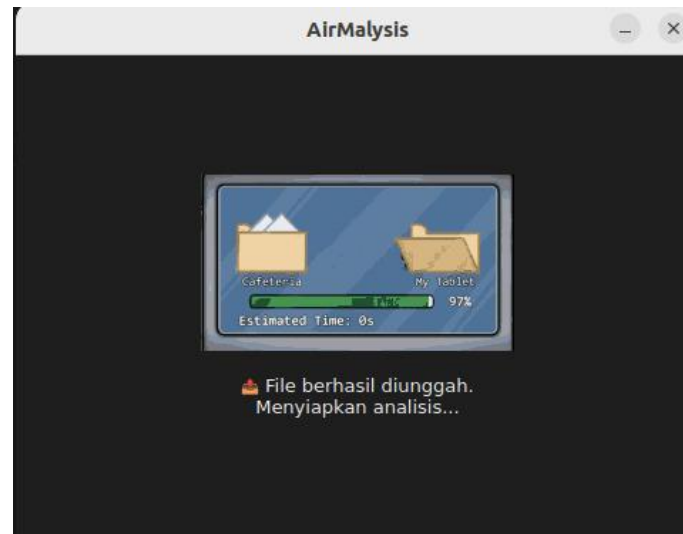 AirMalysis
Cafeteria
My Tablet
97%
Estimated Time: 0s
📤 File berhasil diunggah.
Menyiapkan analisis...